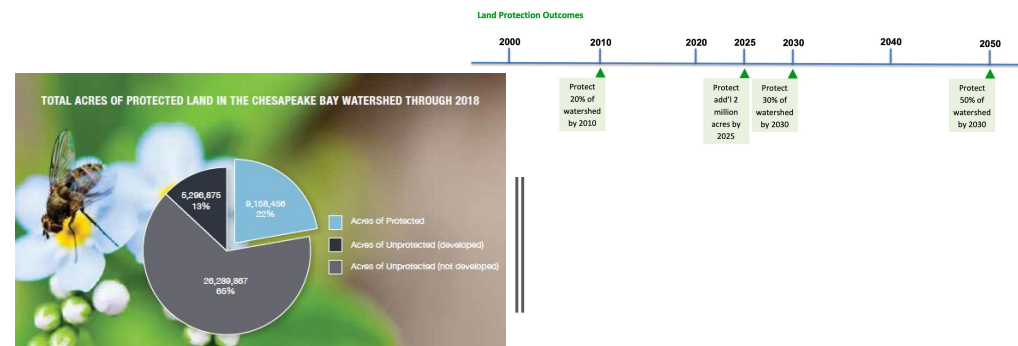 Land Protection Outcomes
2000
2010
2020
2025
2030
2040
2050
Protect
20% of
watershed
by 2010
Protect
add'l 2
million
acres by
2025
Protect
30% of
watershed
by 2030
Protect
50% of
watershed
by 2030
TOTAL ACRES OF PROTECTED LAND IN THE CHESAPEAKE BAY WATERSHED THROUGH 2018
5,296,875
13%
9,158,456
22%
26,289,867
65%
Acres of Protected
Acres of Unprotected (developed)
Acres of Unprotected (not developed)